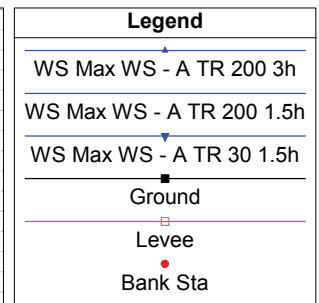 Legend
WS Max WS - A TR 200 3h
WS Max WS - A TR 200 1.5h
WS Max WS - A TR 30 1.5h
Ground
Levee
Bank Sta